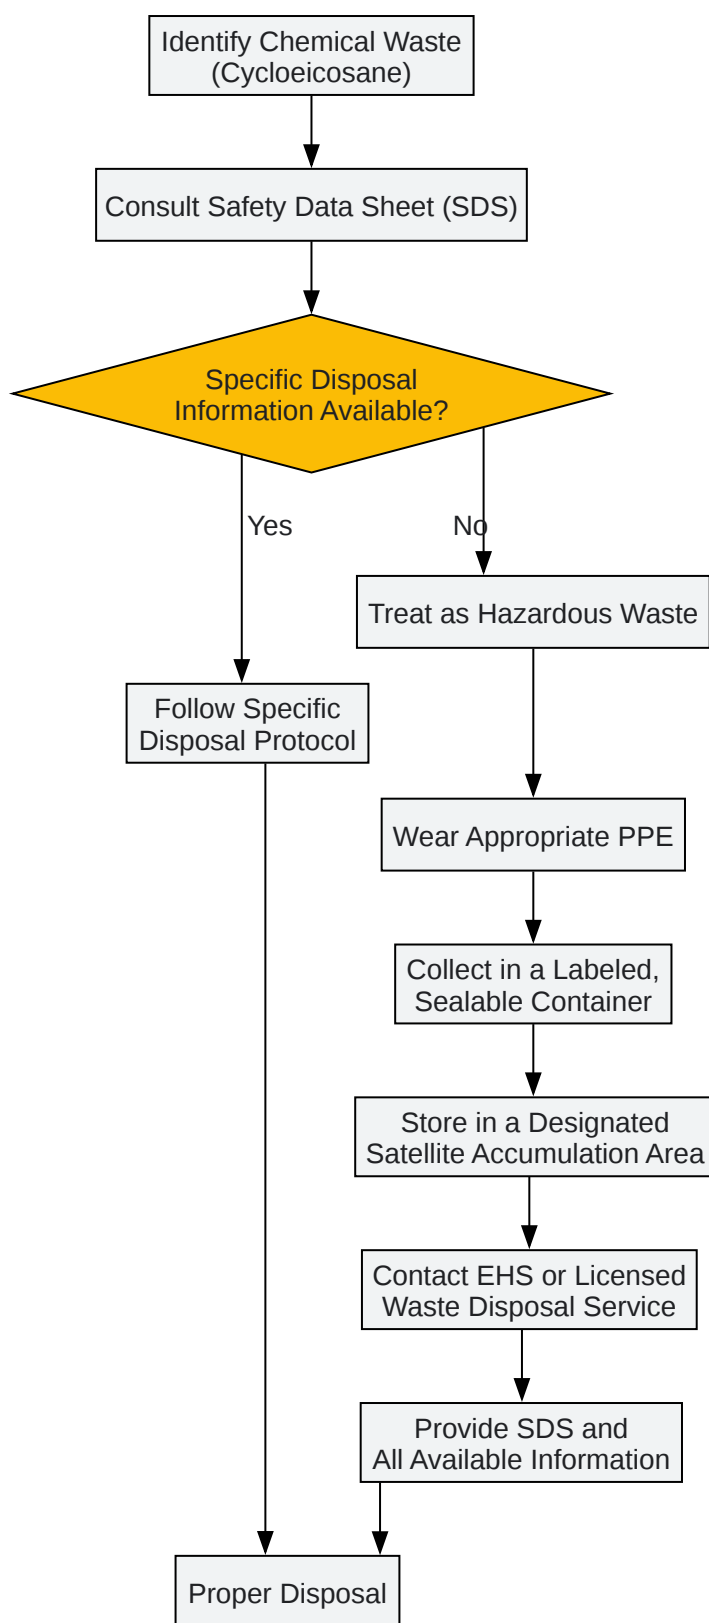 Identify Chemical Waste
(Cycloeicosane)
Consult Safety Data Sheet (SDS)
Specific Disposal
Information Available?
Yes
No
Treat as Hazardous Waste
Follow Specific
Disposal Protocol
Wear Appropriate PPE
Collect in a Labeled,
Sealable Container
Store in a Designated
Satellite Accumulation Area
Contact EHS or Licensed
Waste Disposal Service
Provide SDS and
All Available Information
Proper Disposal